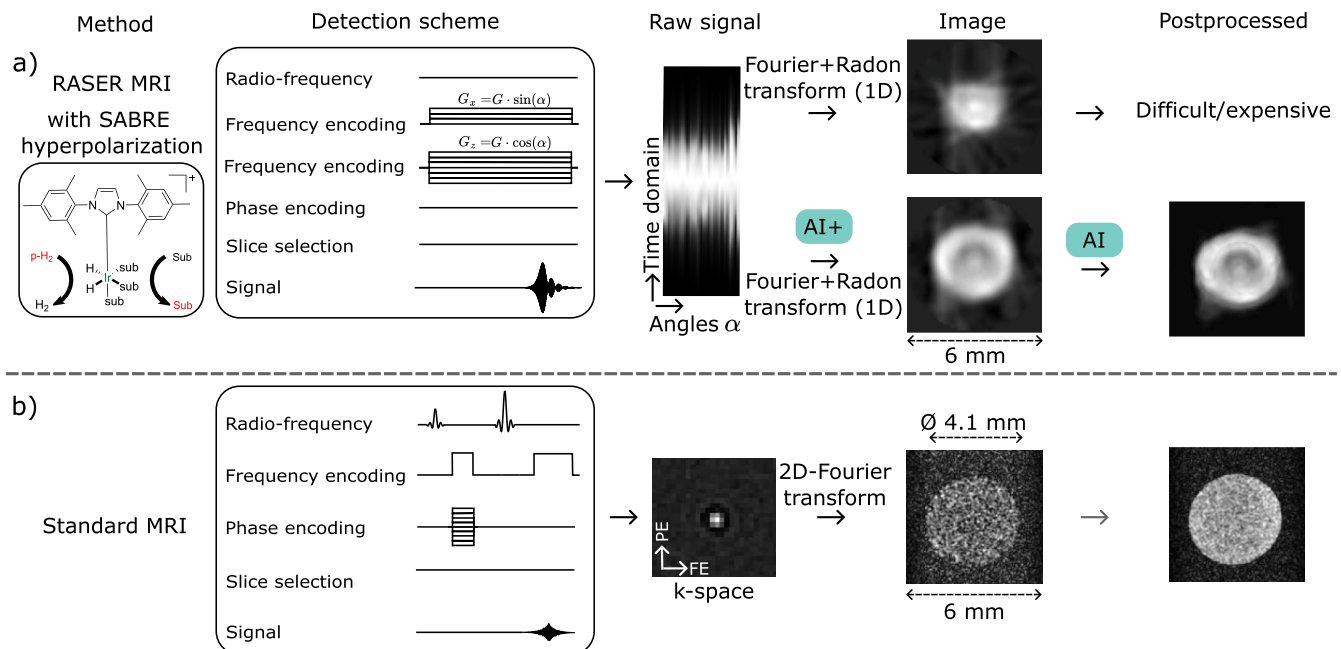 Method
Detection scheme
Raw signal
Image
Postprocessed
a)
RASER MRI
with SABRE
hyperpolarization
+
N
N
p-H₂
H₂
H
H
Ir
sub
sub
sub
Sub
Sub
Radio-frequency
Frequency encoding
Gₓ = G · sin(α)
Frequency encoding
G_z = G · cos(α)
Phase encoding
Slice selection
Signal
Time domain
Angles α
Fourier+Radon
transform (1D)
Difficult/expensive
AI+
Fourier+Radon
transform (1D)
AI
6 mm
b)
Standard MRI
Radio-frequency
Frequency encoding
Phase encoding
Slice selection
Signal
PE
FE
k-space
2D-Fourier
transform
Ø 4.1 mm
6 mm